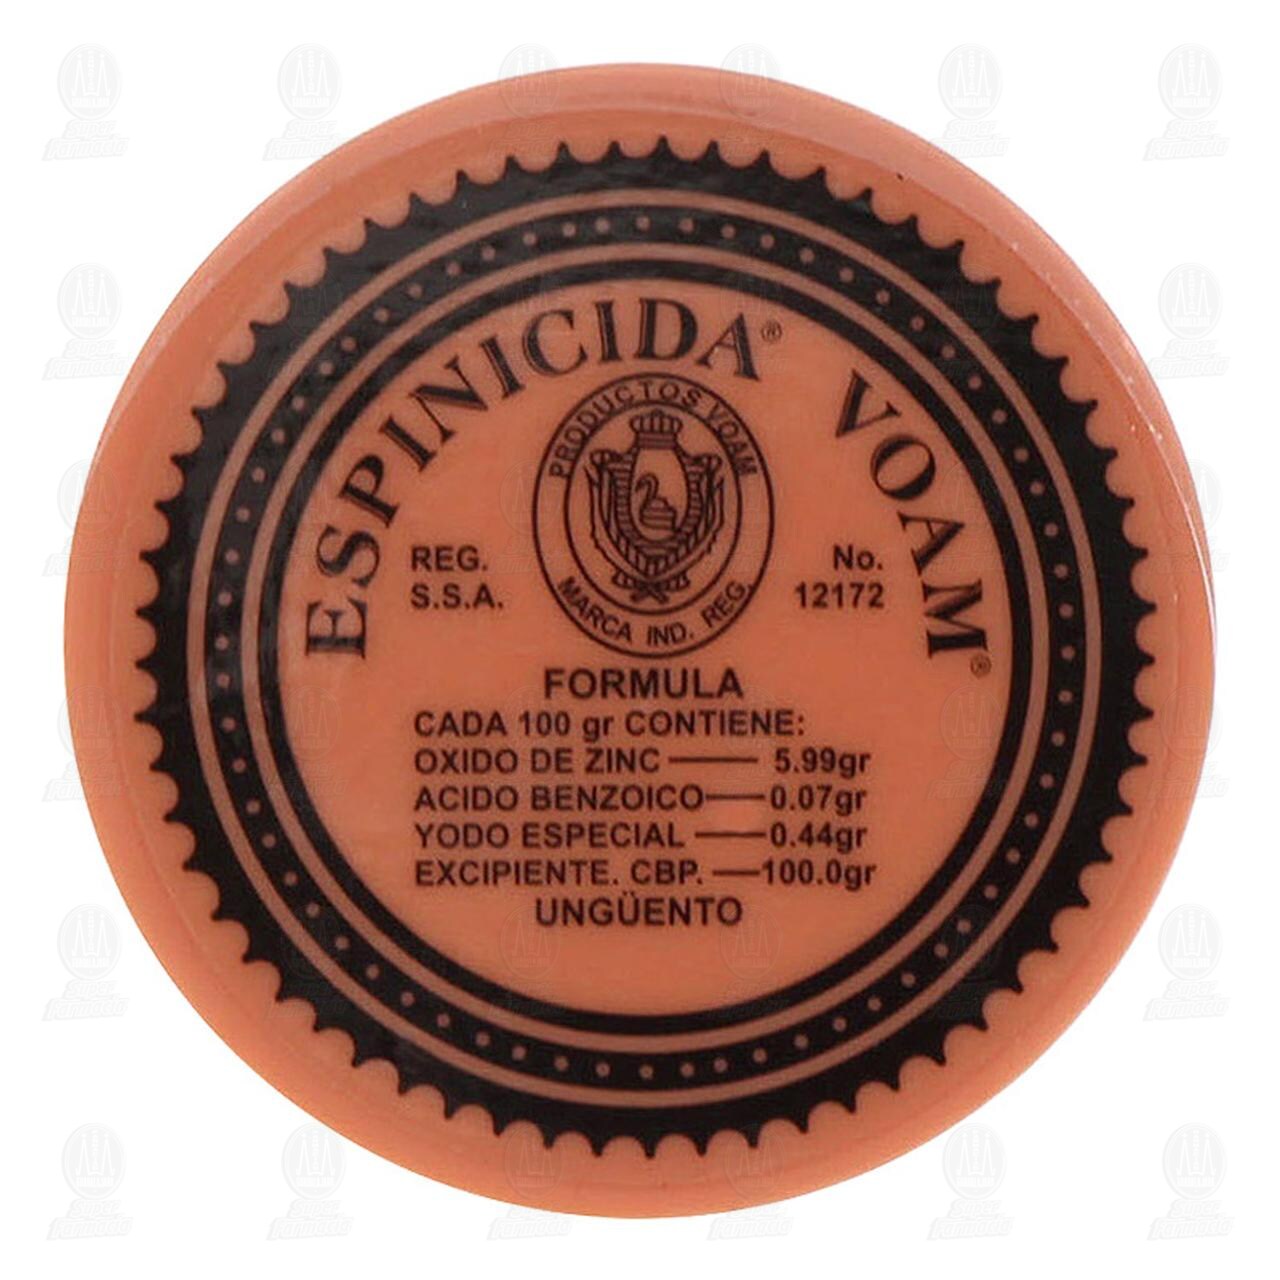 ESPINICIDA® VOAM®
PRODUCTOS VOAM
MARCA IND. REG.
REG. No.
S.S.A. 12172
FORMULA
CADA 100 gr CONTIENE:
OXIDO DE ZINC 5.99gr
ACIDO BENZOICO 0.07gr
YODO ESPECIAL 0.44gr
EXCIPIENTE. CBP. 100.0gr
UNGÜENTO